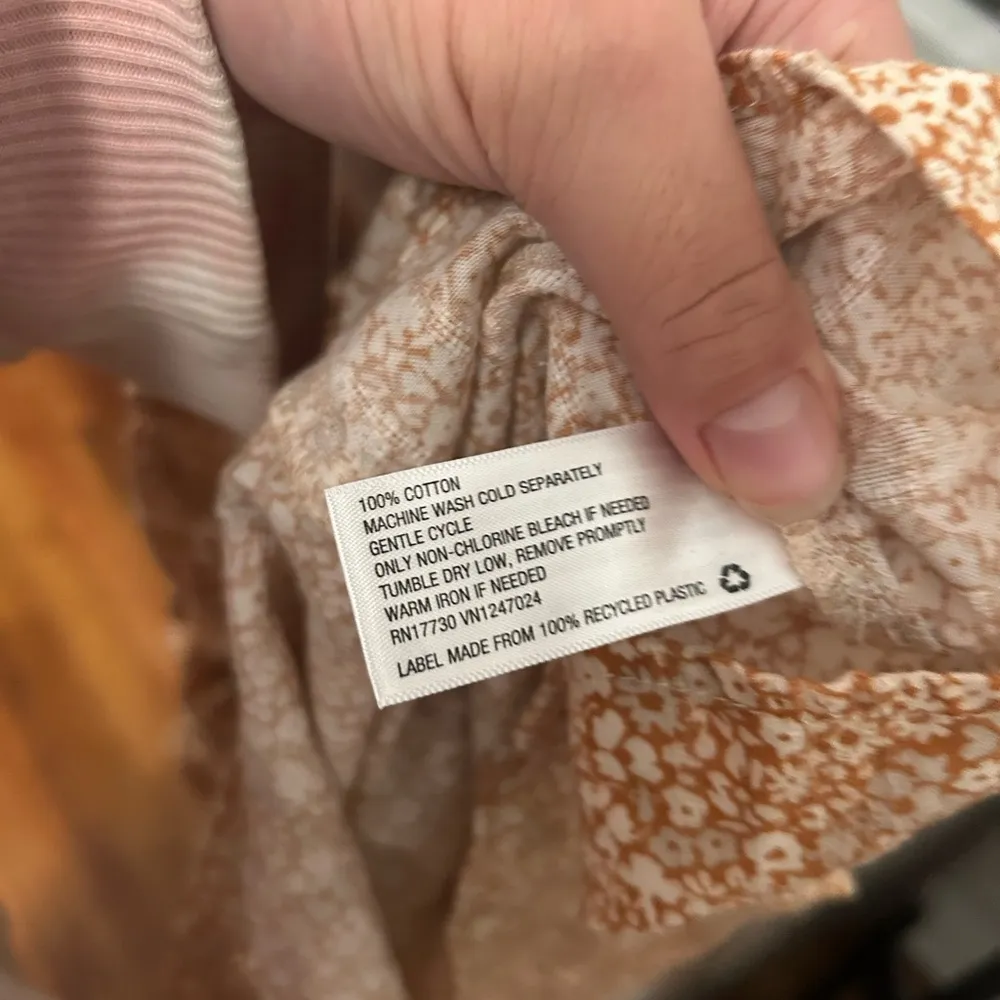 100% COTTON
MACHINE WASH COLD SEPARATELY
GENTLE CYCLE
ONLY NON-CHLORINE BLEACH IF NEEDED
TUMBLE DRY LOW, REMOVE PROMPTLY
WARM IRON IF NEEDED
RN17730 VN1247024
LABEL MADE FROM 100% RECYCLED PLASTIC